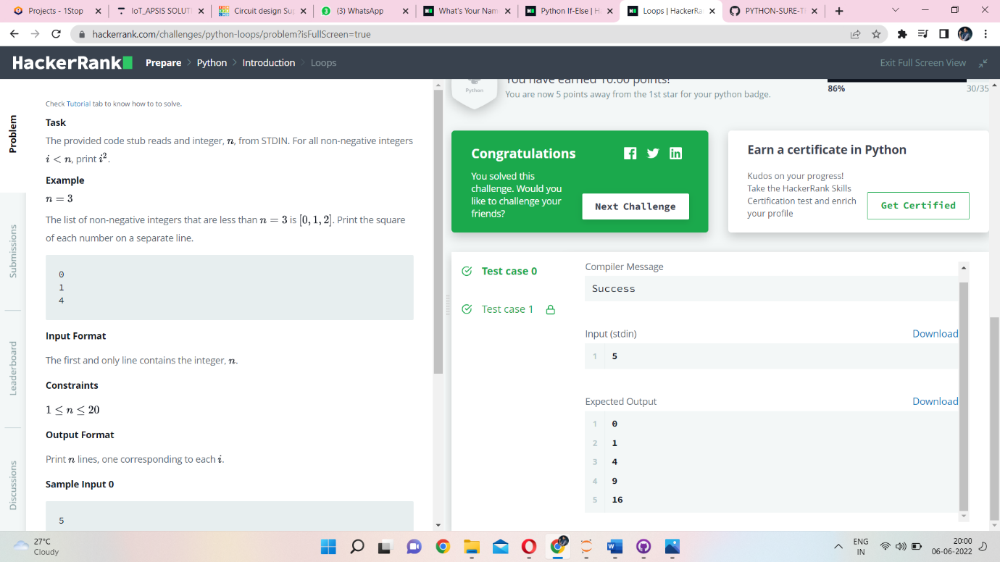 Projects - 1Stop
IoT_APSIS SOLUTI
Circuit design Sup
(3) WhatsApp
What's Your Nam
Python If-Else | Ha
Loops | HackerRa
PYTHON-SURE-TR
hackerrank.com/challenges/python-loops/problem?isFullScreen=true
HackerRank
Prepare > Python > Introduction > Loops
Exit Full Screen View
Problem
Submissions
Leaderboard
Discussions
Check Tutorial tab to know how to to solve.
Task
The provided code stub reads and integer, n, from STDIN. For all non-negative integers
i < n, print i².
Example
n = 3
The list of non-negative integers that are less than n = 3 is [0, 1, 2]. Print the square
of each number on a separate line.
0
1
4
Input Format
The first and only line contains the integer, n.
Constraints
1 ≤ n ≤ 20
Output Format
Print n lines, one corresponding to each i.
Sample Input 0
5
Python
You have earned 10.00 points!
You are now 5 points away from the 1st star for your python badge.
86%
30/35
Congratulations
You solved this
challenge. Would you
like to challenge your
friends?
Next Challenge
Earn a certificate in Python
Kudos on your progress!
Take the HackerRank Skills
Certification test and enrich
your profile
Get Certified
Test case 0
Test case 1
Compiler Message
Success
Input (stdin)
Download
1 5
Expected Output
Download
1 0
2 1
3 4
4 9
5 16
27°C
Cloudy
ENG
IN
20:00
06-06-2022